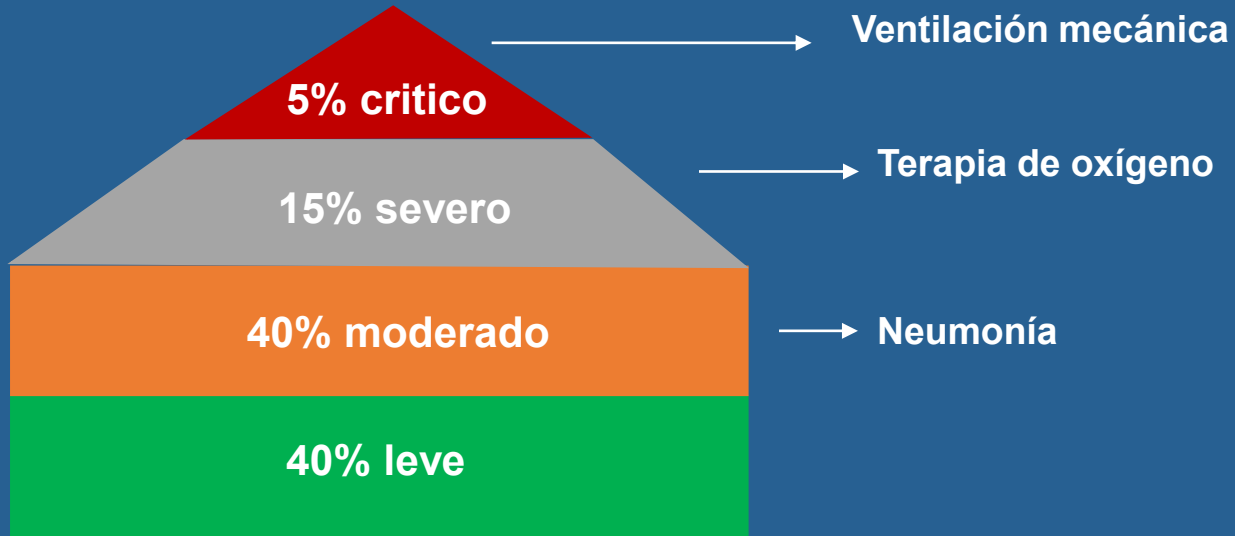 Ventilación mecánica
5% critico
Terapia de oxígeno
15% severo
40% moderado
Neumonía
40% leve